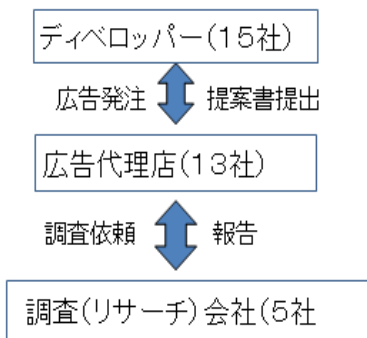 ディベロッパー(15社)
広告発注 提案書提出
広告代理店(13社)
調査依頼 報告
調査(リサーチ)会社(5社